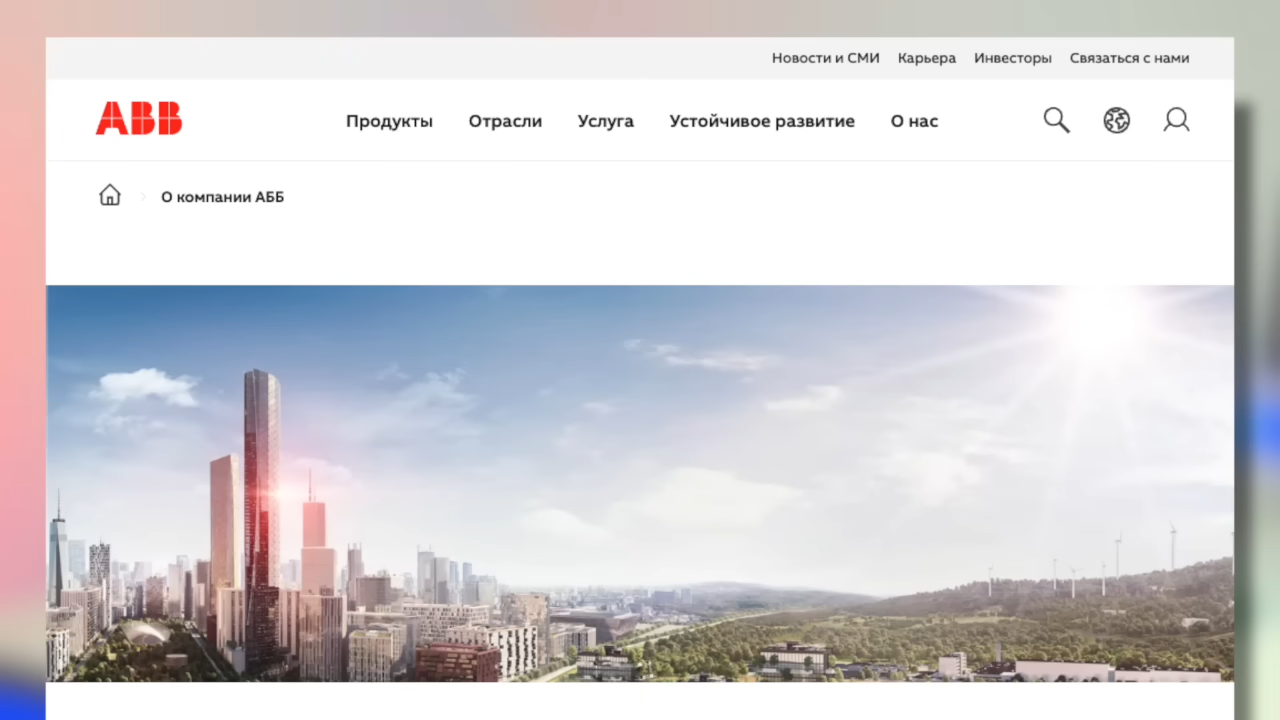 Новости и СМИ Карьера Инвесторы Связаться с нами
ABB Продукты Отрасли Услуга Устойчивое развитие О нас
О компании АББ